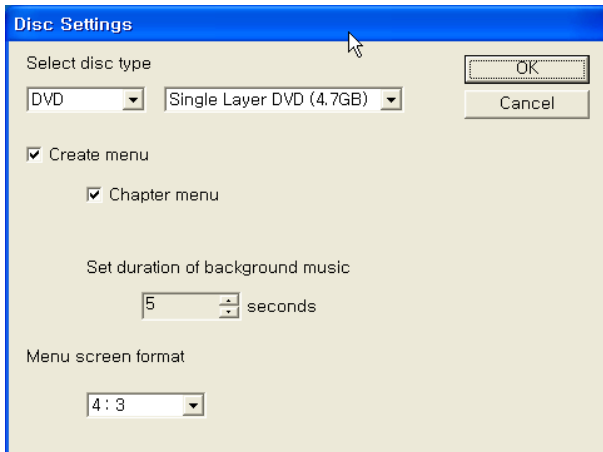 Disc Settings
Select disc type
OK
DVD
Single Layer DVD (4.7GB)
Cancel
Create menu
Chapter menu
Set duration of background music
5 seconds
Menu screen format
4 : 3